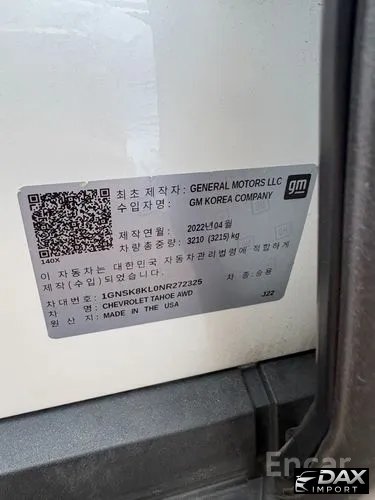 최초 제작자: GENERAL MOTORS LLC
수입자명: GM KOREA COMPANY
gm
제작연월: 2022년04월
차량총중량: 3210 (3215) kg
140X
이 자동차는 대한민국 자동차관리법령에 적합하게
제작(수입) 되었습니다.
차대번호: 1GNSK8KL0NR272325 차 종: 승용
모 델 명: CHEVROLET TAHOE AWD
원 산 지: MADE IN THE USA J22
Encar
DAX
IMPORT